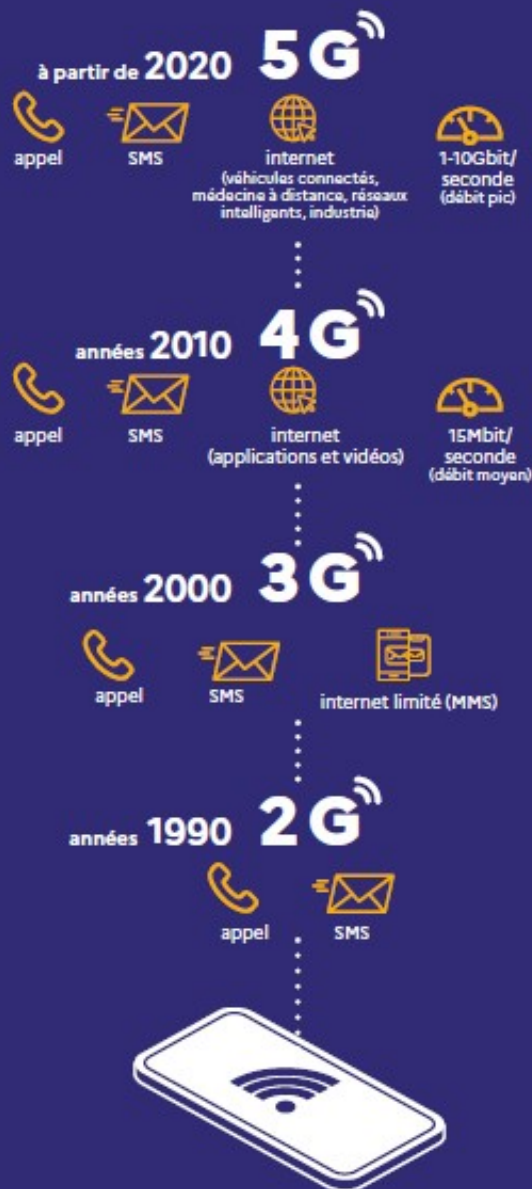 à partir de 2020 5G
appel
SMS
internet
(véhicules connectés,
médecine à distance, réseaux
intelligents, industrie)
1-10Gbit/
seconde
(débit pic)
années 2010 4G
appel
SMS
internet
(applications et vidéos)
15Mbit/
seconde
(débit moyen)
années 2000 3G
appel
SMS
internet limité (MMS)
années 1990 2G
appel
SMS